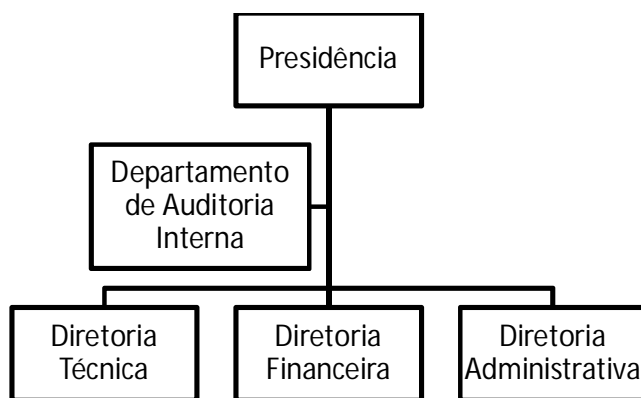 Presidência
Departamento
de Auditoria
Interna
Diretoria
Técnica
Diretoria
Financeira
Diretoria
Administrativa